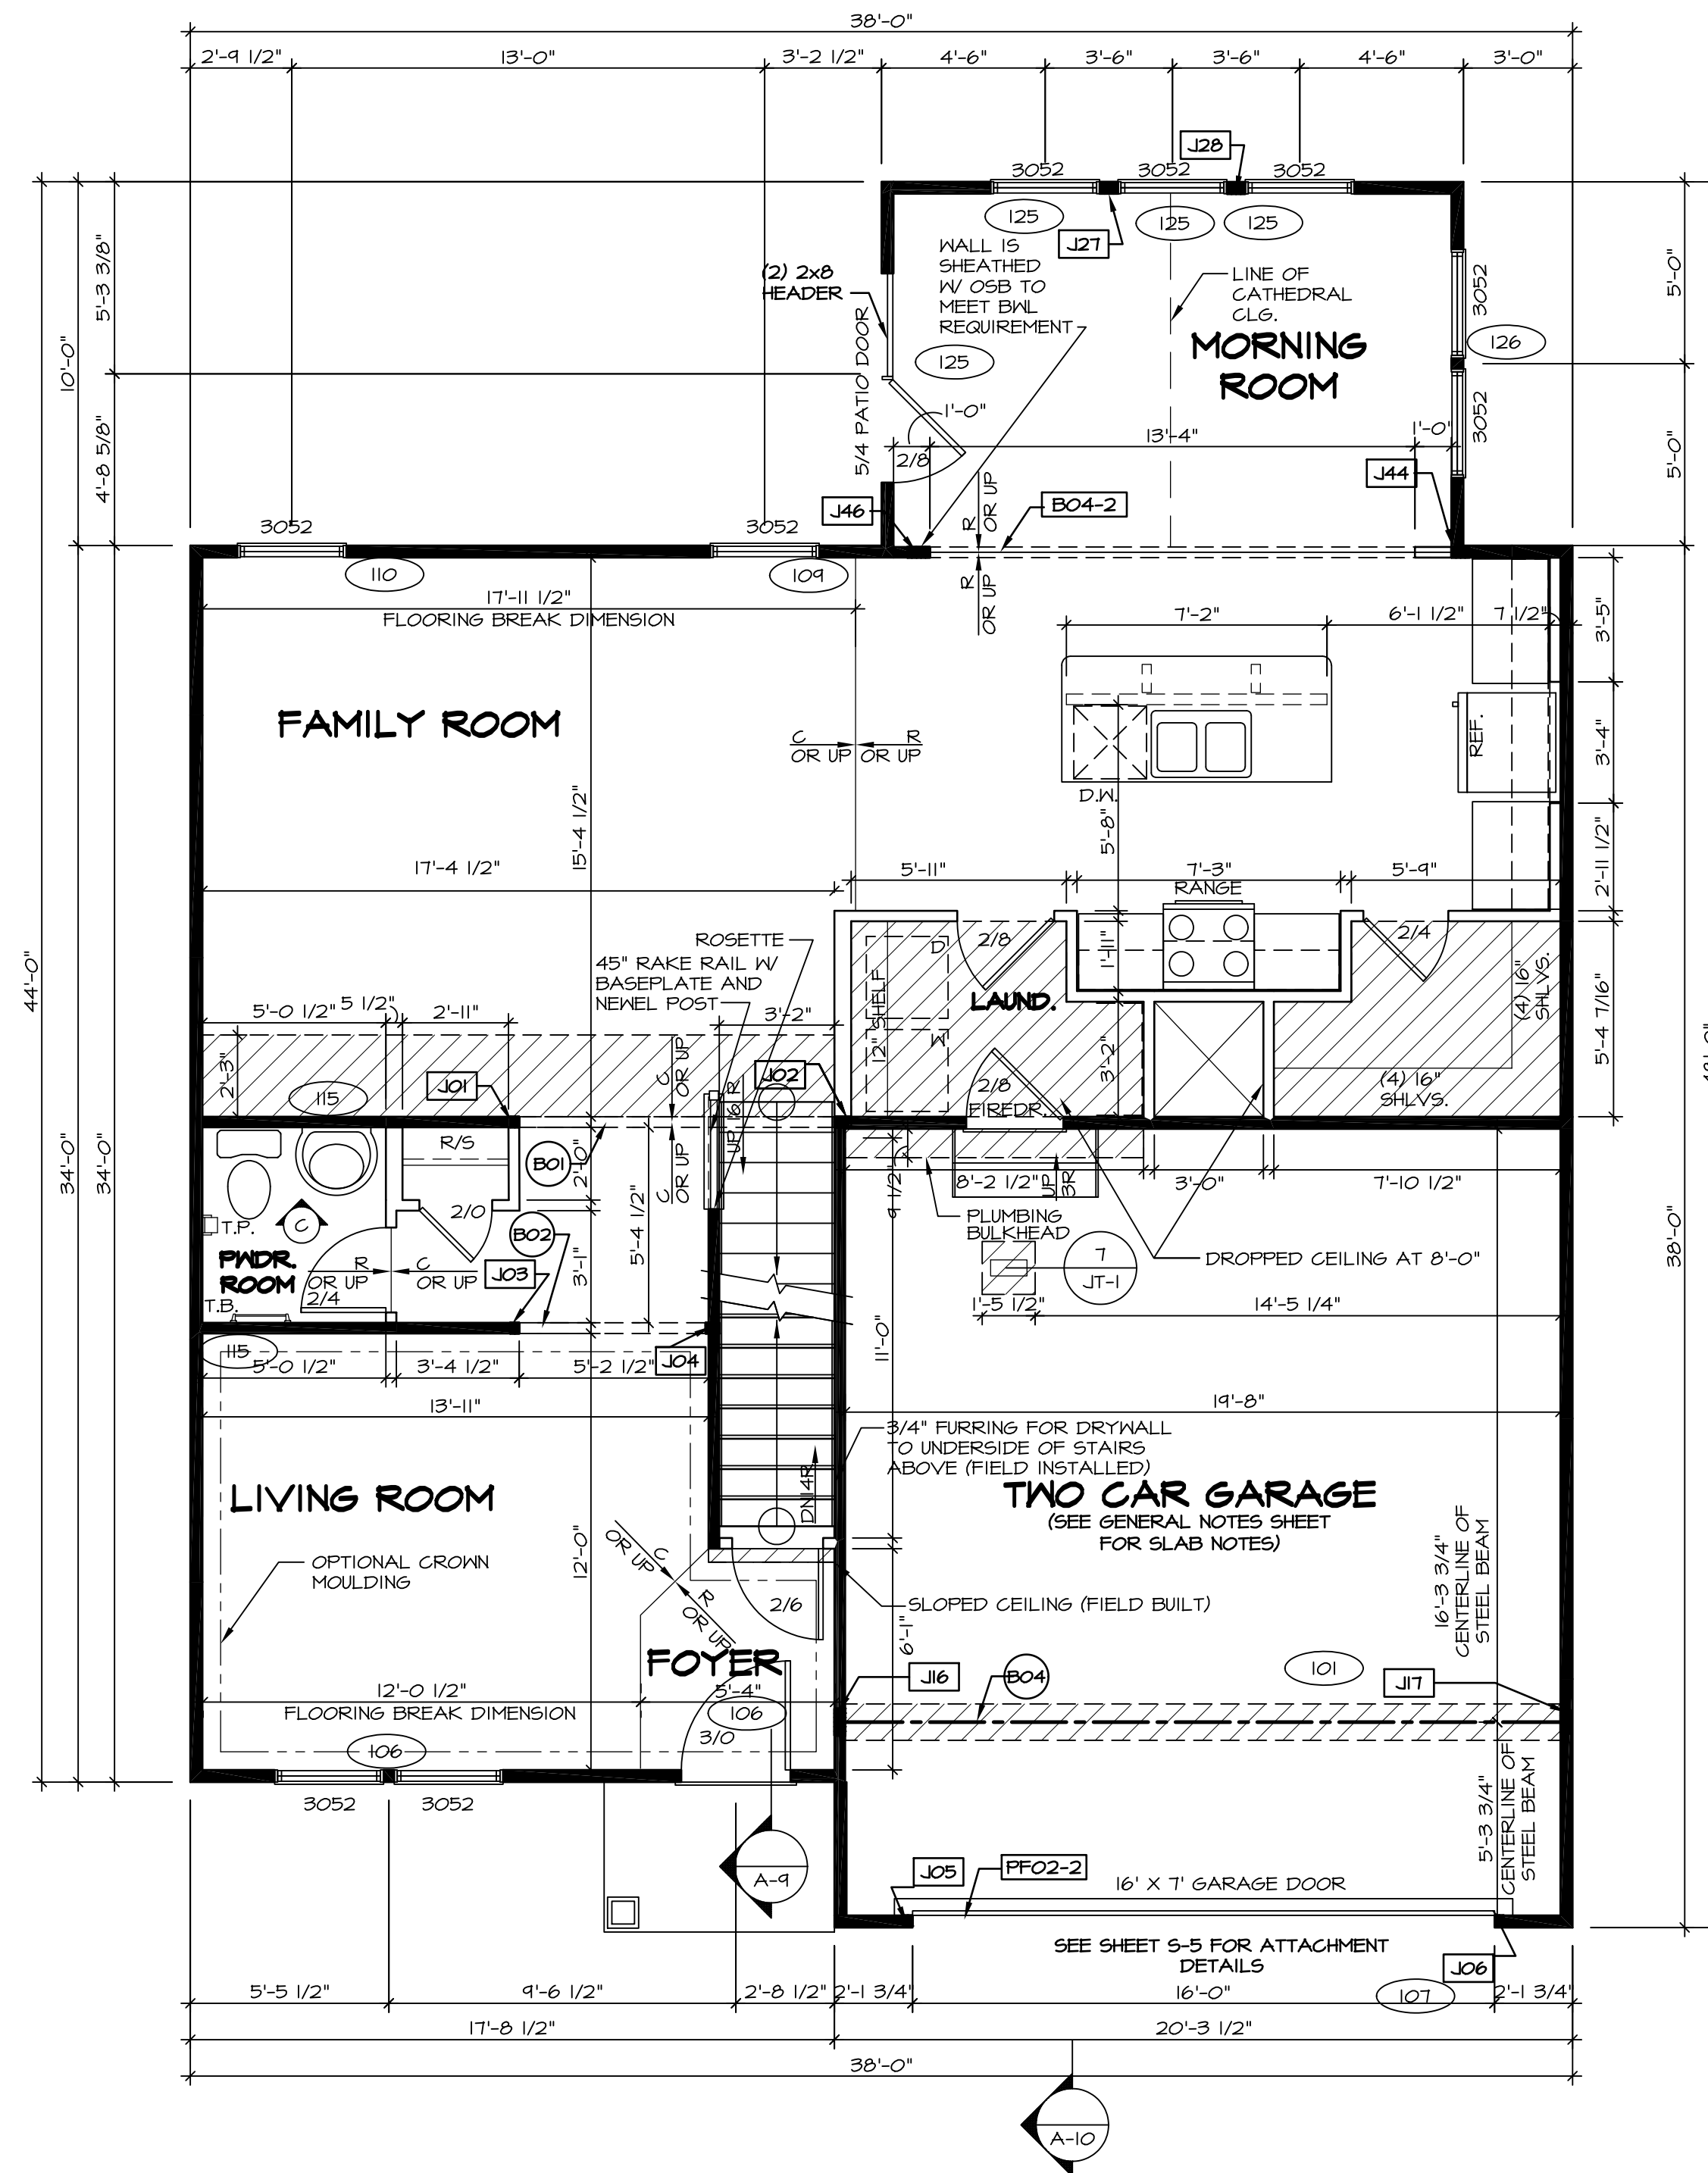 38'-0"
2'-9 1/2" 13'-0" 3'-2 1/2" 4'-6" 3'-6" 3'-6" 4'-6" 3'-0"
J28
3052 3052 3052
125 125 125
J27
WALL IS
SHEATHED
W/ OSB TO
MEET BWL
REQUIREMENT
(2) 2x8
HEADER
LINE OF
CATHEDRAL
CLG.
MORNING
ROOM
3052
126
3052
125
5/4 PATIO DOOR
1'-0"
2/8
13'-4"
1'-0"
J44
J46
R
OR UP
B04-2
R
OR UP
5'-0"
5'-0"
5'-3 3/8"
10'-0"
4'-8 5/8"
44'-0"
34'-0"
34'-0"
3052 3052
110 109
17'-11 1/2"
FLOORING BREAK DIMENSION
7'-2" 6'-1 1/2" 7 1/2"
3'-5"
3'-4"
2'-11 1/2"
5'-4 7/16"
38'-0"
FAMILY ROOM
C R
OR UP OR UP
REF.
D.W.
5'-8"
15'-4 1/2"
17'-4 1/2"
5'-11" 7'-3" 5'-9"
RANGE
ROSETTE
45" RAKE RAIL W/
BASEPLATE AND
NEWEL POST
2/8
2/4
D
1'-11"
LAUND.
12" SHELF
W
(4) 16"
SHLVS.
(4) 16"
SHLVS.
3'-2"
5'-0 1/2" 5 1/2" 2'-11" 3'-2"
2'-3"
C
OR UP
C
OR UP
J01
J02
115
UP 16 R
2/8
FIREDR.
R/S
B01
2'-0"
2/0
B02
5'-4 1/2"
3'-1"
T.P.
C
PWDR.
ROOM
R C
OR UP OR UP
J03
2/4
T.B.
9 1/2"
8'-2 1/2" 3'-0" 7'-10 1/2"
UP
3R
PLUMBING
BULKHEAD
7
JT-1
DROPPED CEILING AT 8'-0"
1'-5 1/2" 14'-5 1/4"
115
5'-0 1/2" 3'-4 1/2" 5'-2 1/2"
J04
11'-0"
13'-11"
19'-8"
3/4" FURRING FOR DRYWALL
TO UNDERSIDE OF STAIRS
ABOVE (FIELD INSTALLED)
DN14R
LIVING ROOM
TWO CAR GARAGE
(SEE GENERAL NOTES SHEET
FOR SLAB NOTES)
OPTIONAL CROWN
MOULDING
12'-0"
C
OR UP
R
OR UP
2/6
SLOPED CEILING (FIELD BUILT)
6'-1"
16'-3 3/4"
CENTERLINE OF
STEEL BEAM
FOYER
101
J16
B04
J17
12'-0 1/2" 5'-4"
FLOORING BREAK DIMENSION
106
106
3/0
3052 3052
5'-3 3/4"
CENTERLINE OF
STEEL BEAM
A-9
J05
PF02-2
16' X 7' GARAGE DOOR
SEE SHEET S-5 FOR ATTACHMENT
DETAILS
J06
107
5'-5 1/2" 9'-6 1/2" 2'-8 1/2" 2'-1 3/4" 16'-0" 2'-1 3/4"
17'-8 1/2" 20'-3 1/2"
38'-0"
A-10